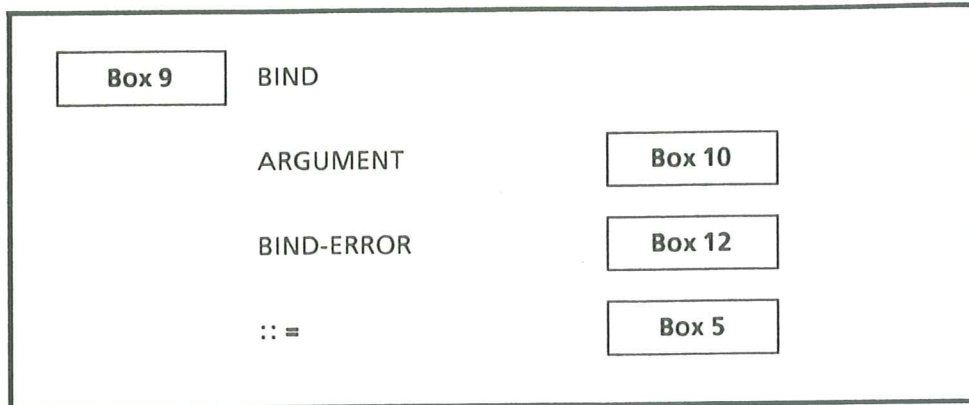 Box 9 BIND
ARGUMENT Box 10
BIND-ERROR Box 12
:: = Box 5